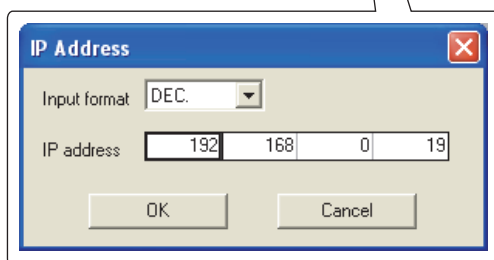 IP Address
Input format DEC.
IP address 192 168 0 19
OK Cancel